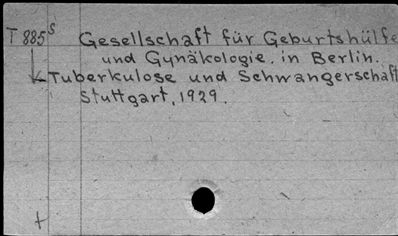 T 885 s Gesellschaft für Geburtshülfe
und Gynäkologie. in Berlin.
Tuberkulose und Schwangerschaft
Stuttgart, 1929.